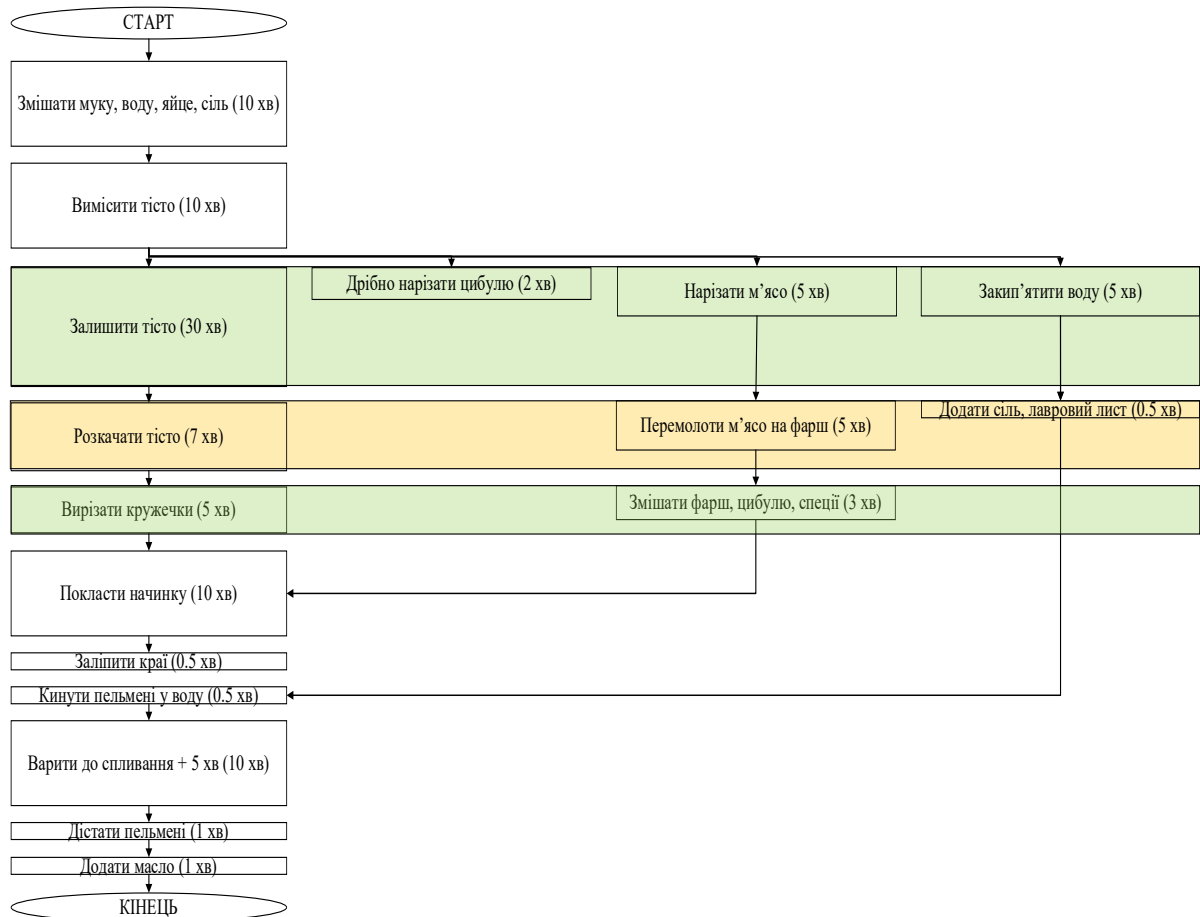 СТАРТ
Змішати муку, воду, яйце, сіль (10 хв)
Вимісити тісто (10 хв)
Залишити тісто (30 хв)
Дрібно нарізати цибулю (2 хв)
Нарізати м’ясо (5 хв)
Закип’ятити воду (5 хв)
Розкачати тісто (7 хв)
Перемолоти м’ясо на фарш (5 хв)
Додати сіль, лавровий лист (0.5 хв)
Вирізати кружечки (5 хв)
Змішати фарш, цибулю, спеції (3 хв)
Покласти начинку (10 хв)
Заліпити краї (0.5 хв)
Кинути пельмені у воду (0.5 хв)
Варити до спливання + 5 хв (10 хв)
Дістати пельмені (1 хв)
Додати масло (1 хв)
КІНЕЦЬ